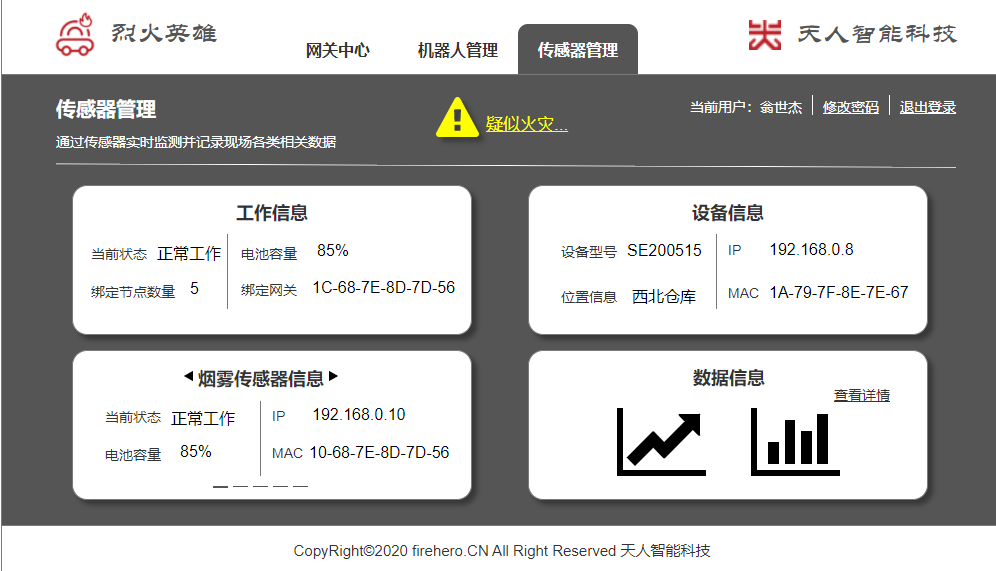 烈火英雄
网关中心 机器人管理 传感器管理
天人智能科技
传感器管理
通过传感器实时监测并记录现场各类相关数据
疑似火灾...
当前用户：翁世杰 修改密码 退出登录
工作信息
当前状态 正常工作 电池容量 85%
绑定节点数量 5 绑定网关 1C-68-7E-8D-7D-56
设备信息
设备型号 SE200515 IP 192.168.0.8
位置信息 西北仓库 MAC 1A-79-7F-8E-7E-67
烟雾传感器信息
当前状态 正常工作 IP 192.168.0.10
电池容量 85% MAC 10-68-7E-8D-7D-56
数据信息
查看详情
CopyRight©2020 firehero.CN All Right Reserved 天人智能科技